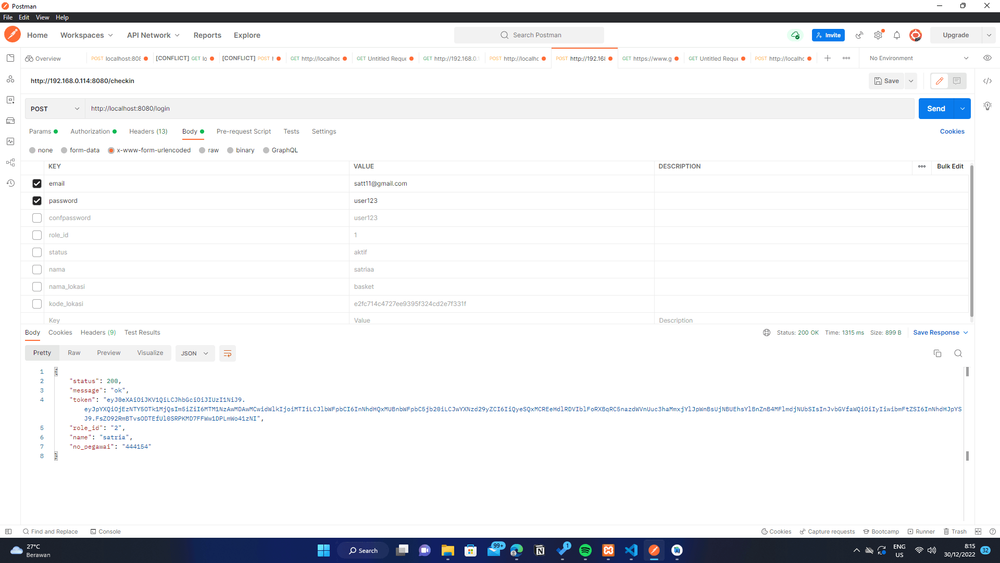 Postman
File Edit View Help
Home Workspaces API Network Reports Explore Search Postman Invite Upgrade
Overview POST localhost:808 [CONFLICT] GET lo [CONFLICT] POST GET http://localhos Untitled Reque GET http://192.168.0. POST http://localho POST http://192.168 GET https://www.g Untitled Reque POST http://localho No Environment
http://192.168.0.114:8080/checkin Save
POST http://localhost:8080/login Send
Params Authorization Headers (13) Body Pre-request Script Tests Settings Cookies
none form-data x-www-form-urlencoded raw binary GraphQL
KEY VALUE DESCRIPTION Bulk Edit
email satt11@gmail.com
password user123
confpassword user123
role_id 1
status aktif
nama satriaa
nama_lokasi basket
kode_lokasi e2fc714c4727ee9395f324cd2e7f331f
Key Value Description
Body Cookies Headers (9) Test Results Status: 200 OK Time: 1315 ms Size: 899 B Save Response
Pretty Raw Preview Visualize JSON
1 {
2 "status": 200,
3 "message": "ok",
4 "token":
5 "role_id": "2",
6 "name": "satria",
7 "no_pegawai": "444154"
8 }
Find and Replace Console Cookies Capture requests Bootcamp Runner Trash
27°C
Berawan
Search
99+
1
ENG
US
8:15
30/12/2022
32